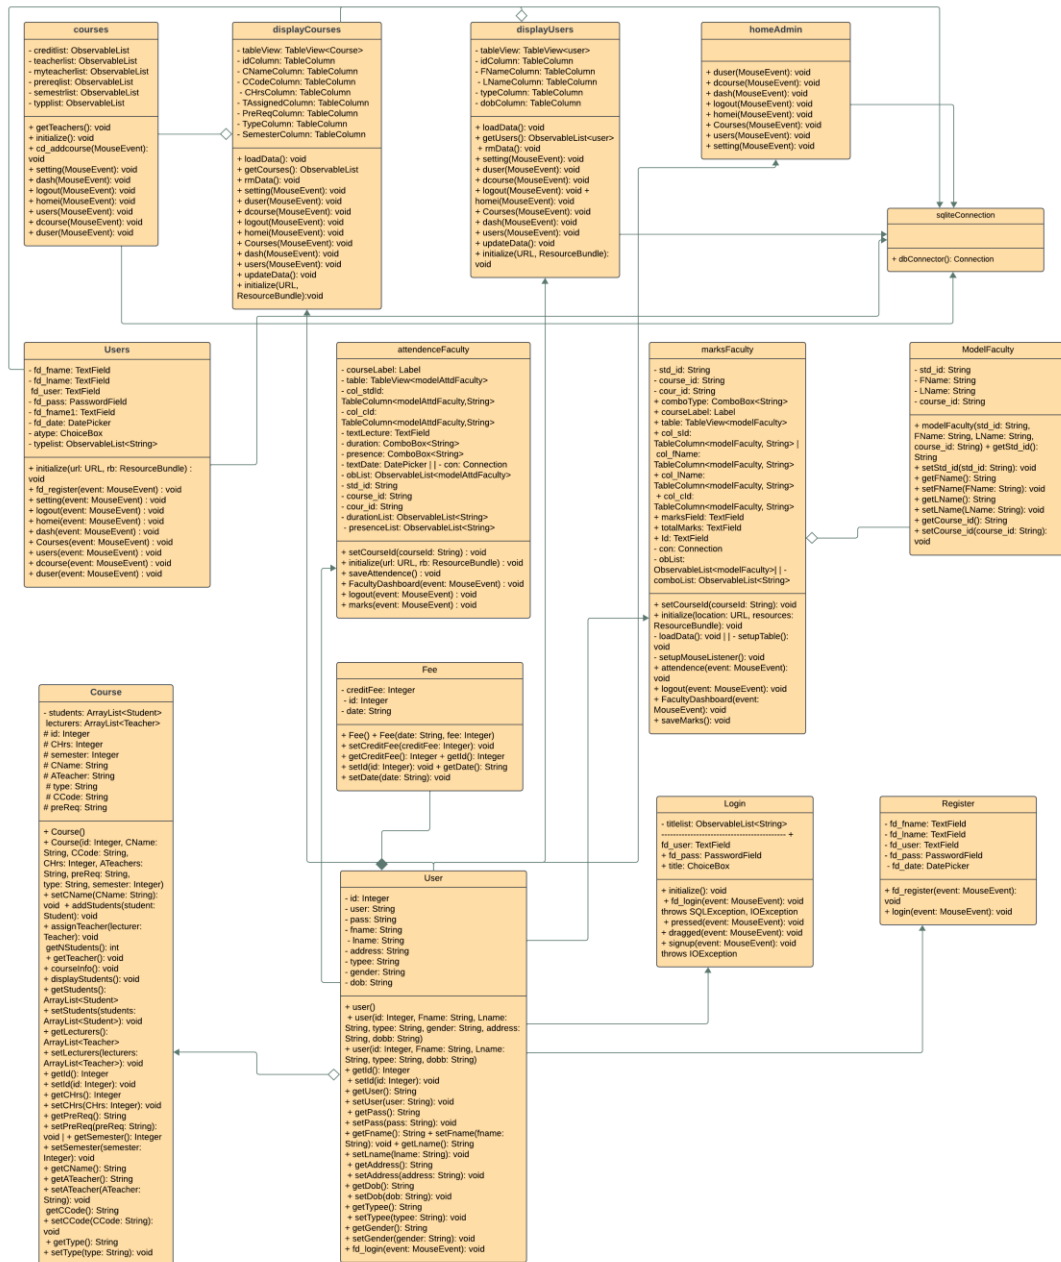 courses
- creditlist: ObservableList
- teacherlist: ObservableList
- myteacherlist: ObservableList
- prereqlist: ObservableList
- semestrlist: ObservableList
- typplist: ObservableList
+ getTeachers(): void
+ initialize(): void
+ cd_addcourse(MouseEvent):
void
+ setting(MouseEvent): void
+ dash(MouseEvent): void
+ logout(MouseEvent): void
+ homei(MouseEvent): void
+ users(MouseEvent): void
+ dcourse(MouseEvent): void
+ duser(MouseEvent): void
displayCourses
- tableView: TableView<Course>
- idColumn: TableColumn
- CNameColumn: TableColumn
- CCodeColumn: TableColumn
- CHrsColumn: TableColumn
- TAssignedColumn: TableColumn
- PreReqColumn: TableColumn
- TypeColumn: TableColumn
- SemesterColumn: TableColumn
+ loadData(): void
+ getCourses(): ObservableList
+ rmData(): void
+ setting(MouseEvent): void
+ duser(MouseEvent): void
+ dcourse(MouseEvent): void
+ logout(MouseEvent): void
+ homei(MouseEvent): void
+ Courses(MouseEvent): void
+ dash(MouseEvent): void
+ users(MouseEvent): void
+ updateData(): void
+ initialize(URL,
ResourceBundle):void
displayUsers
- tableView: TableView<user>
- idColumn: TableColumn
- FNameColumn: TableColumn
- LNameColumn: TableColumn
- typeColumn: TableColumn
- dobColumn: TableColumn
+ loadData(): void
+ getUsers(): ObservableList<user>
+ rmData(): void
+ setting(MouseEvent): void
+ duser(MouseEvent): void
+ dcourse(MouseEvent): void
+ logout(MouseEvent): void +
homei(MouseEvent): void
+ Courses(MouseEvent): void
+ dash(MouseEvent): void
+ users(MouseEvent): void
+ updateData(): void
+ initialize(URL, ResourceBundle):
void
homeAdmin
+ duser(MouseEvent): void
+ dcourse(MouseEvent): void
+ dash(MouseEvent): void
+ logout(MouseEvent): void
+ homei(MouseEvent): void
+ Courses(MouseEvent): void
+ users(MouseEvent): void
+ setting(MouseEvent): void
sqliteConnection
+ dbConnector(): Connection
Users
- fd_fname: TextField
- fd_lname: TextField
fd_user: TextField
- fd_pass: PasswordField
- fd_fname1: TextField
- fd_date: DatePicker
- atype: ChoiceBox
- typelist: ObservableList<String>
+ initialize(url: URL, rb: ResourceBundle) :
void
+ fd_register(event: MouseEvent) : void
+ setting(event: MouseEvent) : void
+ logout(event: MouseEvent) : void
+ homei(event: MouseEvent) : void
+ dash(event: MouseEvent) : void
+ Courses(event: MouseEvent) : void
+ users(event: MouseEvent) : void
+ dcourse(event: MouseEvent) : void
+ duser(event: MouseEvent) : void
attendenceFaculty
- courseLabel: Label
- table: TableView<modelAttdFaculty>
- col_stdId:
TableColumn<modelAttdFaculty,String>
- col_cId:
TableColumn<modelAttdFaculty,String>
- textLecture: TextField
- duration: ComboBox<String>
- presence: ComboBox<String>
- textDate: DatePicker | | - con: Connection
- obList: ObservableList<modelAttdFaculty>
- std_id: String
- course_id: String
- cour_id: String
- durationList: ObservableList<String>
- presenceList: ObservableList<String>
+ setCourseId(courseId: String) : void
+ initialize(url: URL, rb: ResourceBundle) : void
+ saveAttendence() : void
+ FacultyDashboard(event: MouseEvent) : void
+ logout(event: MouseEvent) : void
+ marks(event: MouseEvent) : void
marksFaculty
- std_id: String
- course_id: String
- cour_id: String
+ comboType: ComboBox<String>
+ courseLabel: Label
+ table: TableView<modelFaculty>
+ col_sId:
TableColumn<modelFaculty, String> |
col_fName:
TableColumn<modelFaculty, String>
+ col_lName:
TableColumn<modelFaculty, String>
+ col_cId:
TableColumn<modelFaculty, String>
+ marksField: TextField
+ totalMarks: TextField
+ Id: TextField
- con: Connection
- obList:
ObservableList<modelFaculty>| | -
comboList: ObservableList<String>
+ setCourseId(courseId: String): void
+ initialize(location: URL, resources:
ResourceBundle): void
- loadData(): void | | - setupTable():
void
- setupMouseListener(): void
+ attendence(event: MouseEvent):
void
+ logout(event: MouseEvent): void
+ FacultyDashboard(event:
MouseEvent): void
+ saveMarks(): void
ModelFaculty
- std_id: String
- FName: String
- LName: String
- course_id: String
+ modelFaculty(std_id: String,
FName: String, LName: String,
course_id: String) + getStd_id():
String
+ setStd_id(std_id: String): void
+ getFName(): String
+ setFName(FName: String): void
+ getLName(): String
+ setLName(LName: String): void
+ getCourse_id(): String
+ setCourse_id(course_id: String):
void
Fee
- creditFee: Integer
- id: Integer
- date: String
+ Fee() + Fee(date: String, fee: Integer)
+ setCreditFee(creditFee: Integer): void
+ getCreditFee(): Integer + getId(): Integer
+ setId(id: Integer): void + getDate(): String
+ setDate(date: String): void
Course
- students: ArrayList<Student>
lecturers: ArrayList<Teacher>
# id: Integer
# CHrs: Integer
# semester: Integer
# CName: String
# ATeacher: String
# type: String
# CCode: String
# preReq: String
+ Course()
+ Course(id: Integer, CName:
String, CCode: String,
CHrs: Integer, ATeachers:
String, preReq: String,
type: String, semester: Integer)
+ setCName(CName: String):
void + addStudents(student:
Student): void
+ assignTeacher(lecturer:
Teacher): void
getNStudents(): int
+ getTeacher(): void
+ courseInfo(): void
+ displayStudents(): void
+ getStudents():
ArrayList<Student>
+ setStudents(students:
ArrayList<Student>): void
+ getLecturers():
ArrayList<Teacher>
+ setLecturers(lecturers:
ArrayList<Teacher>): void
+ getId(): Integer
+ setId(id: Integer): void
+ getCHrs(): Integer
+ setCHrs(CHrs: Integer): void
+ getPreReq(): String
+ setPreReq(preReq: String):
void | + getSemester(): Integer
+ setSemester(semester:
Integer): void
+ getCName(): String
+ getATeacher(): String
+ setATeacher(ATeacher:
String): void
getCCode(): String
+ setCCode(CCode: String):
void
+ getType(): String
+ setType(type: String): void
User
- id: Integer
- user: String
- pass: String
- fname: String
- lname: String
- address: String
- typee: String
- gender: String
- dob: String
+ user()
+ user(id: Integer, Fname: String, Lname:
String, typee: String, gender: String, address:
String, dobb: String)
+ user(id: Integer, Fname: String, Lname:
String, typee: String, dobb: String)
+ getId(): Integer
+ setId(id: Integer): void
+ getUser(): String
+ setUser(user: String): void
+ getPass(): String
+ setPass(pass: String): void
+ getFname(): String + setFname(fname:
String): void + getLname(): String
+ setLname(lname: String): void
+ getAddress(): String
+ setAddress(address: String): void
+ getDob(): String
+ setDob(dob: String): void
+ getTypee(): String
+ setTypee(typee: String): void
+ getGender(): String
+ setGender(gender: String): void
+ fd_login(event: MouseEvent): void
Login
- titlelist: ObservableList<String>
------------------------------------------ +
fd_user: TextField
+ fd_pass: PasswordField
+ title: ChoiceBox
+ initialize(): void
+ fd_login(event: MouseEvent): void
throws SQLException, IOException
+ pressed(event: MouseEvent): void
+ dragged(event: MouseEvent): void
+ signup(event: MouseEvent): void
throws IOException
Register
- fd_fname: TextField
- fd_lname: TextField
- fd_user: TextField
- fd_pass: PasswordField
- fd_date: DatePicker
+ fd_register(event: MouseEvent):
void
+ login(event: MouseEvent): void